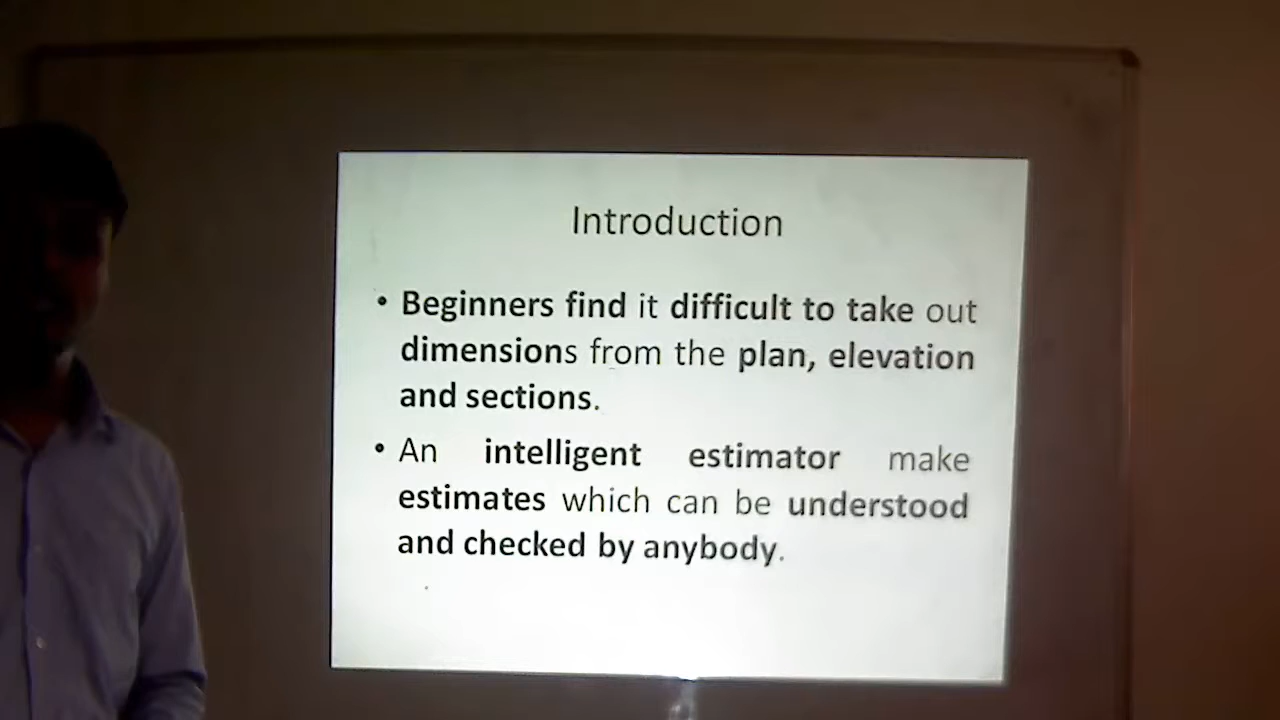 Introduction
• Beginners find it difficult to take out
dimensions from the plan, elevation
and sections.
• An intelligent estimator make
estimates which can be understood
and checked by anybody.